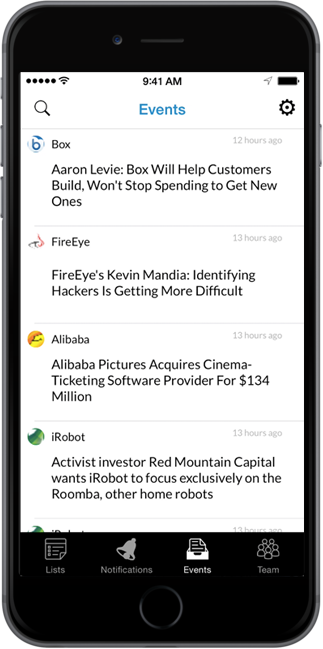 9:41 AM
Events
Box
12 hours ago
Aaron Levie: Box Will Help Customers
Build, Won't Stop Spending to Get New
Ones
FireEye
13 hours ago
FireEye's Kevin Mandia: Identifying
Hackers Is Getting More Difficult
Alibaba
13 hours ago
Alibaba Pictures Acquires Cinema-
Ticketing Software Provider For $134
Million
iRobot
13 hours ago
Activist investor Red Mountain Capital
wants iRobot to focus exclusively on the
Roomba, other home robots
iRobot
13 hours ago
Lists
Notifications
Events
Team